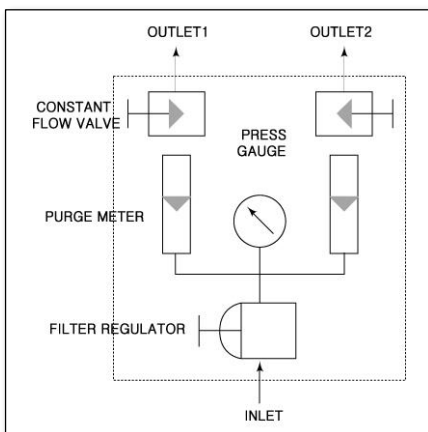 OUTLET1
OUTLET2
CONSTANT
FLOW VALVE
PRESS
GAUGE
PURGE METER
FILTER REGULATOR
INLET